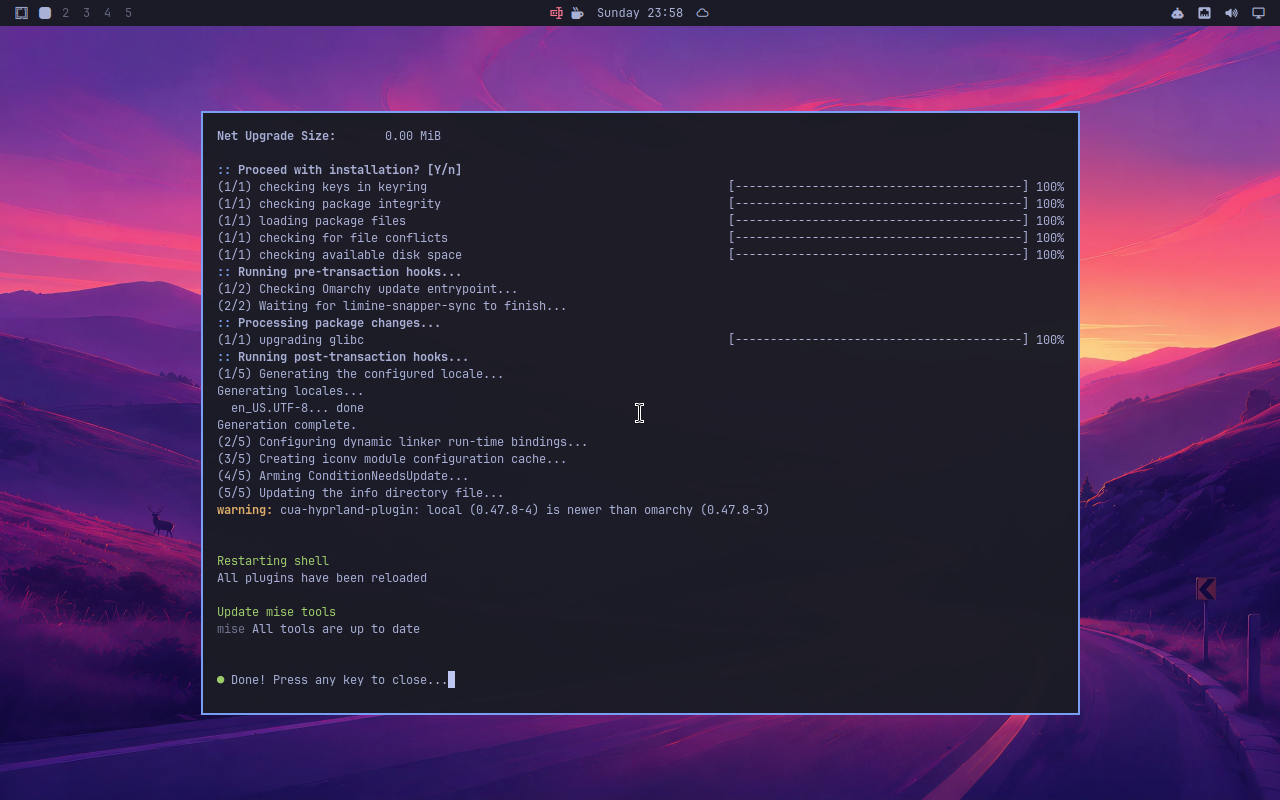 2 3 4 5 Sunday 23:58
Net Upgrade Size: 0.00 MiB
:: Proceed with installation? [Y/n]
(1/1) checking keys in keyring [-----------------------------------------] 100%
(1/1) checking package integrity [-----------------------------------------] 100%
(1/1) loading package files [-----------------------------------------] 100%
(1/1) checking for file conflicts [-----------------------------------------] 100%
(1/1) checking available disk space [-----------------------------------------] 100%
:: Running pre-transaction hooks...
(1/2) Checking Omarchy update entrypoint...
(2/2) Waiting for limine-snapper-sync to finish...
:: Processing package changes...
(1/1) upgrading glibc [-----------------------------------------] 100%
:: Running post-transaction hooks...
(1/5) Generating the configured locale...
Generating locales...
en_US.UTF-8... done
Generation complete.
(2/5) Configuring dynamic linker run-time bindings...
(3/5) Creating iconv module configuration cache...
(4/5) Arming ConditionNeedsUpdate...
(5/5) Updating the info directory file...
warning: cua-hyprland-plugin: local (0.47.8-4) is newer than omarchy (0.47.8-3)
Restarting shell
All plugins have been reloaded
Update mise tools
mise All tools are up to date
● Done! Press any key to close...